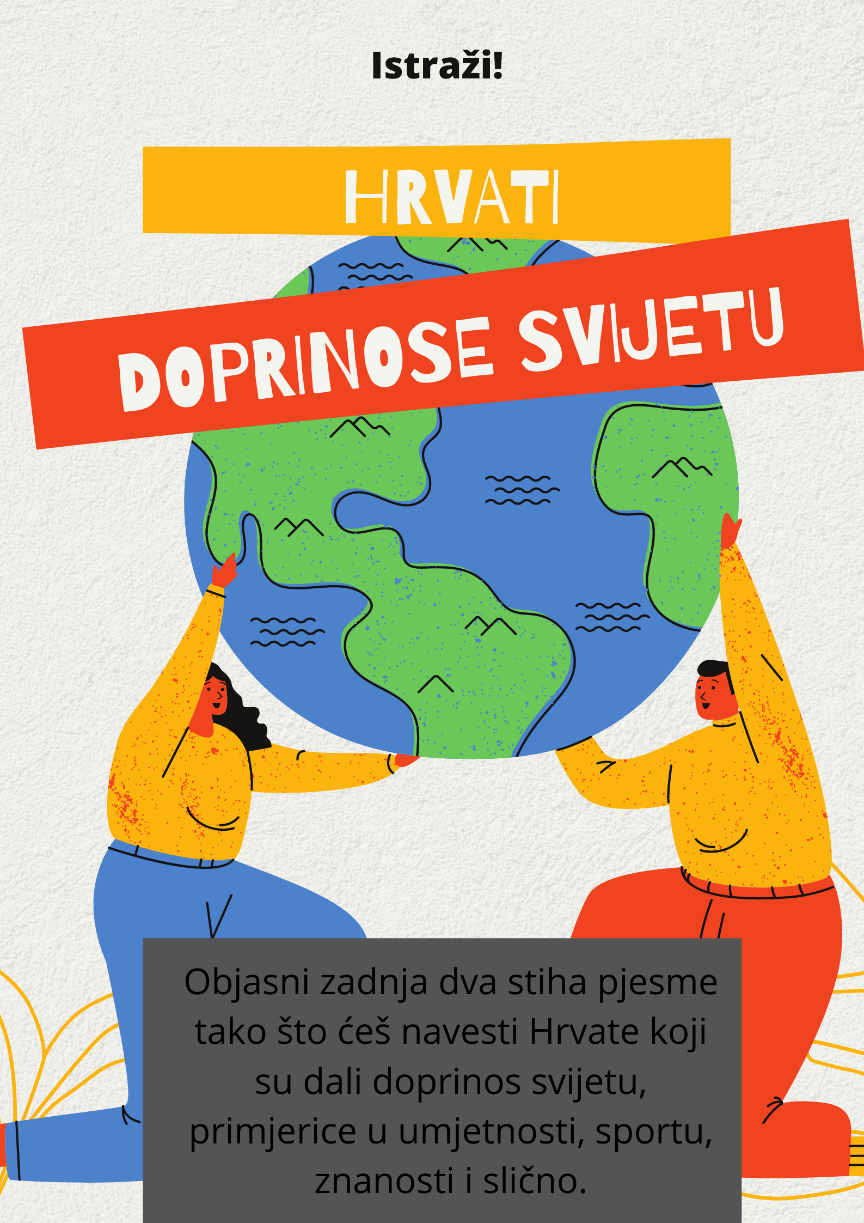 Istraži!
HRVATI
DOPRINOSE SVIJETU
Objasni zadnja dva stiha pjesme
tako što ćeš navesti Hrvate koji
su dali doprinos svijetu,
primjerice u umjetnosti, sportu,
znanosti i slično.